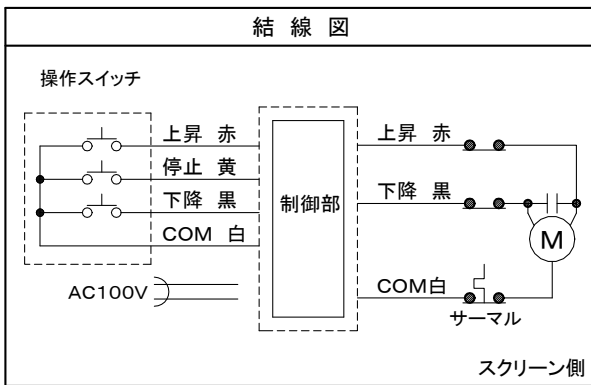 結線図
操作スイッチ
上昇 赤
停止 黄
下降 黒
COM 白
AC100V
制御部
上昇 赤
下降 黒
COM白
サーマル
M
スクリーン側